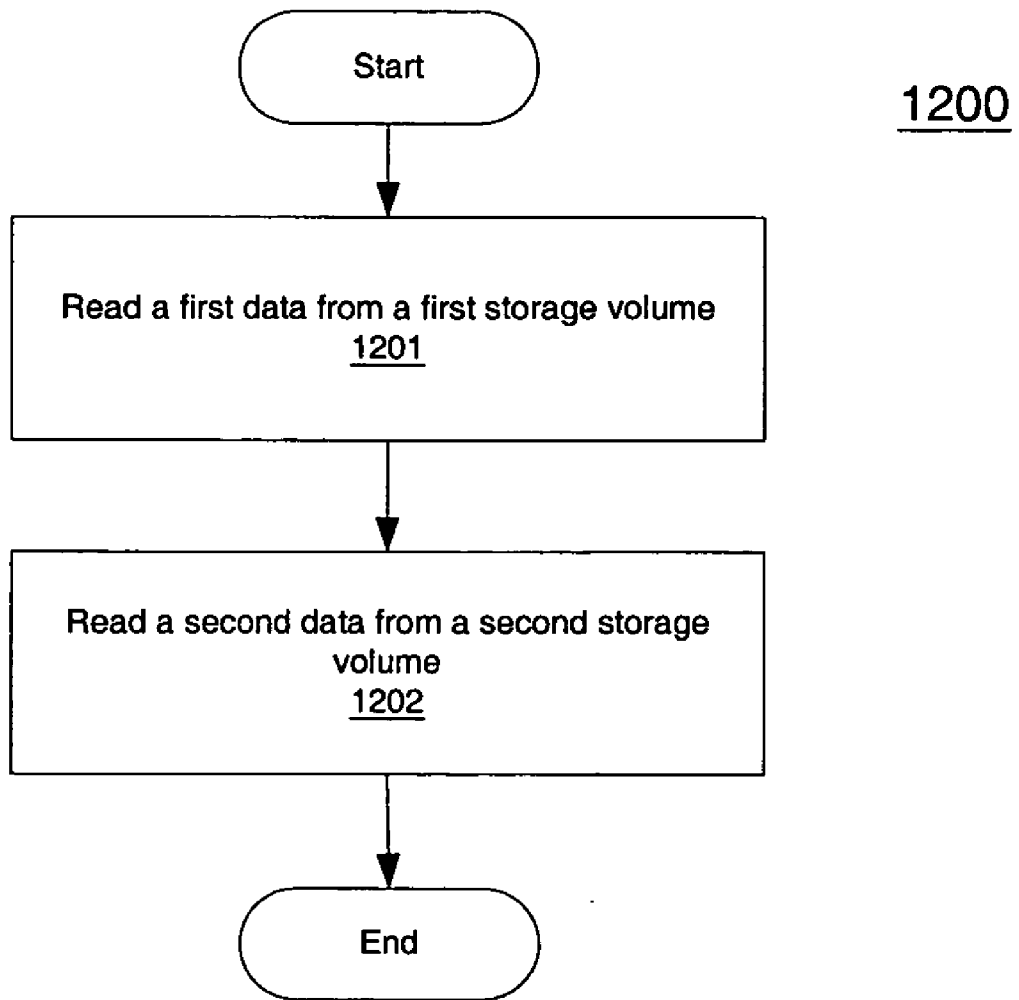 Start
1200
Read a first data from a first storage volume
1201
Read a second data from a second storage
volume
1202
End